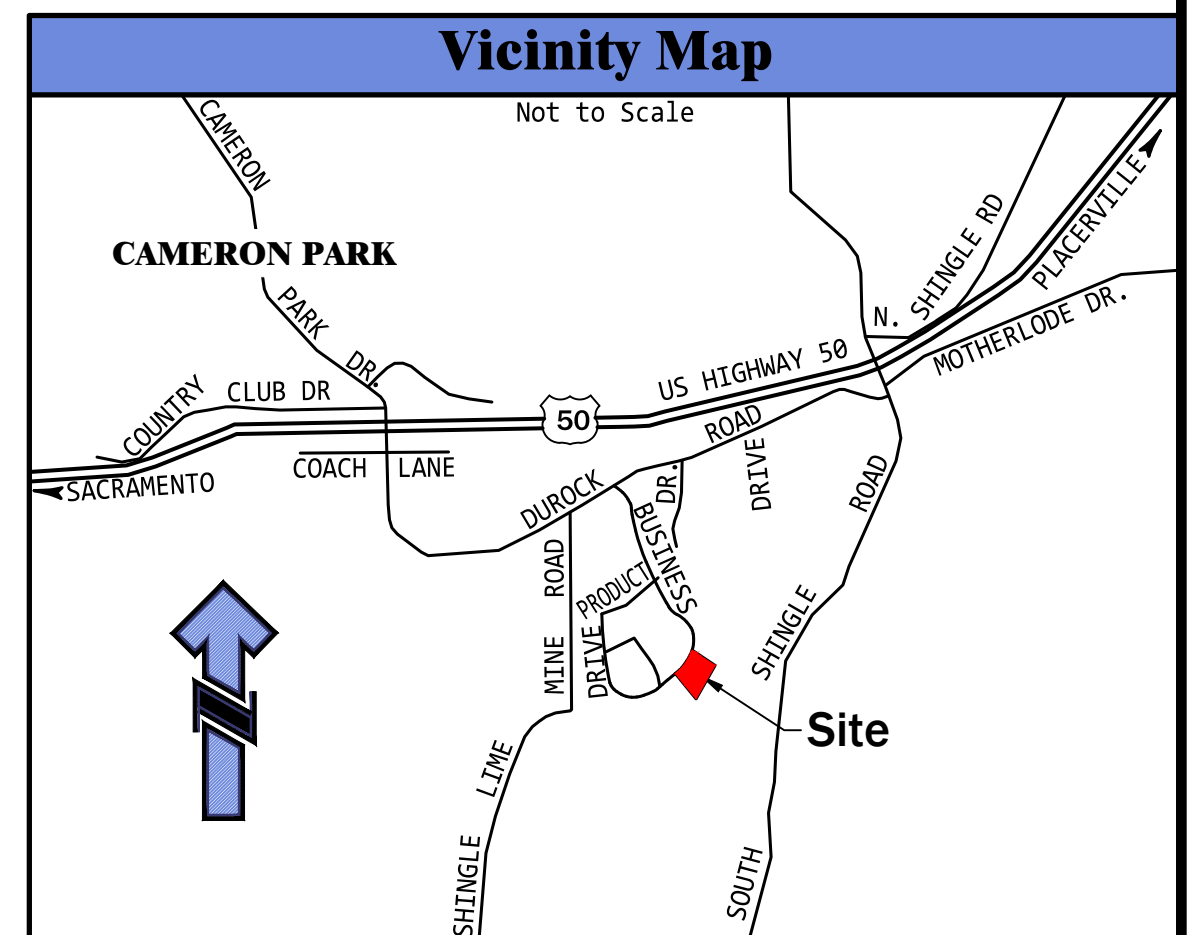 Vicinity Map
Not to Scale
CAMERON
CAMERON PARK
PARK DR.
N. SHINGLE RD
PLACERVILLE
MOTHERLODE DR.
US HIGHWAY 50
COUNTRY CLUB DR
50
SACRAMENTO
COACH LANE
DUROCK ROAD
DR.
DRIVE
BUSINESS
PRODUCT
DRIVE
ROAD
MINE
LIME
SHINGLE
ROAD
SHINGLE
SOUTH
Site
N